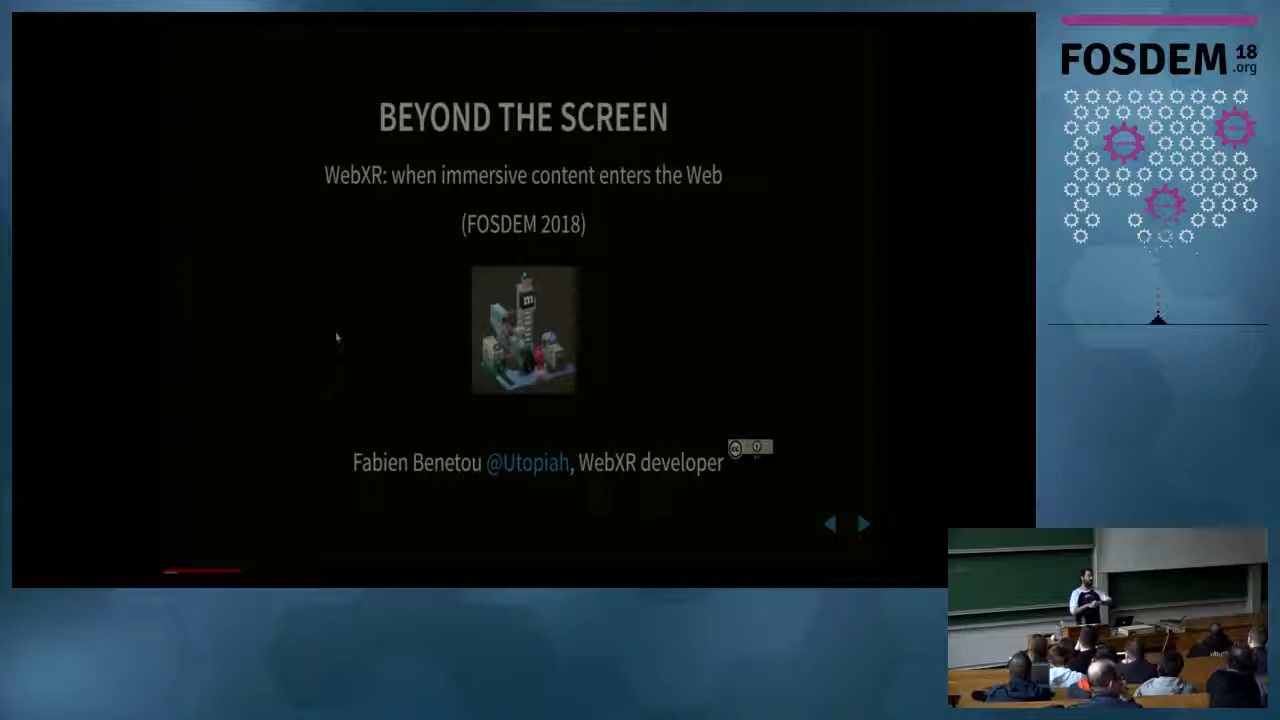 BEYOND THE SCREEN
WebXR: when immersive content enters the Web
(FOSDEM 2018)
m
Fabien Benetou @Utopiah, WebXR developer
cc
FOSDEM 18
.org